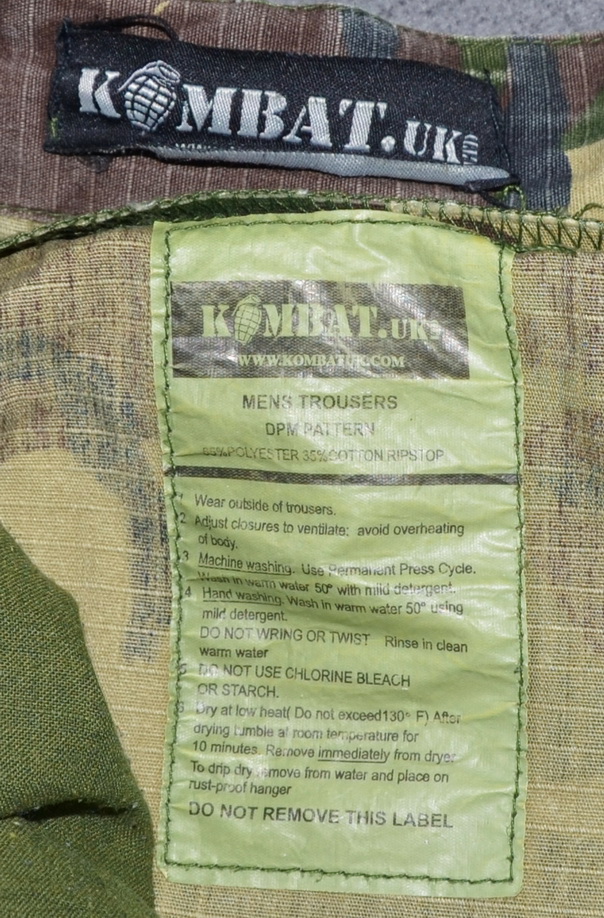 KOMBAT.UK LTD
KOMBAT.UK LTD
WWW.KOMBATUK.COM
MENS TROUSERS
DPM PATTERN
65%POLYESTER 35%COTTON RIPSTOP
1 Wear outside of trousers.
2 Adjust closures to ventilate; avoid overheating
of body.
3 Machine washing. Use Permanent Press Cycle.
Wash in warm water 50° with mild detergent.
4 Hand washing. Wash in warm water 50° using
mild detergent.
DO NOT WRING OR TWIST Rinse in clean
warm water
5 DO NOT USE CHLORINE BLEACH
OR STARCH.
6 Dry at low heat( Do not exceed130° F) After
drying tumble at room temperature for
10 minutes. Remove immediately from dryer
To drip dry remove from water and place on
rust-proof hanger
DO NOT REMOVE THIS LABEL